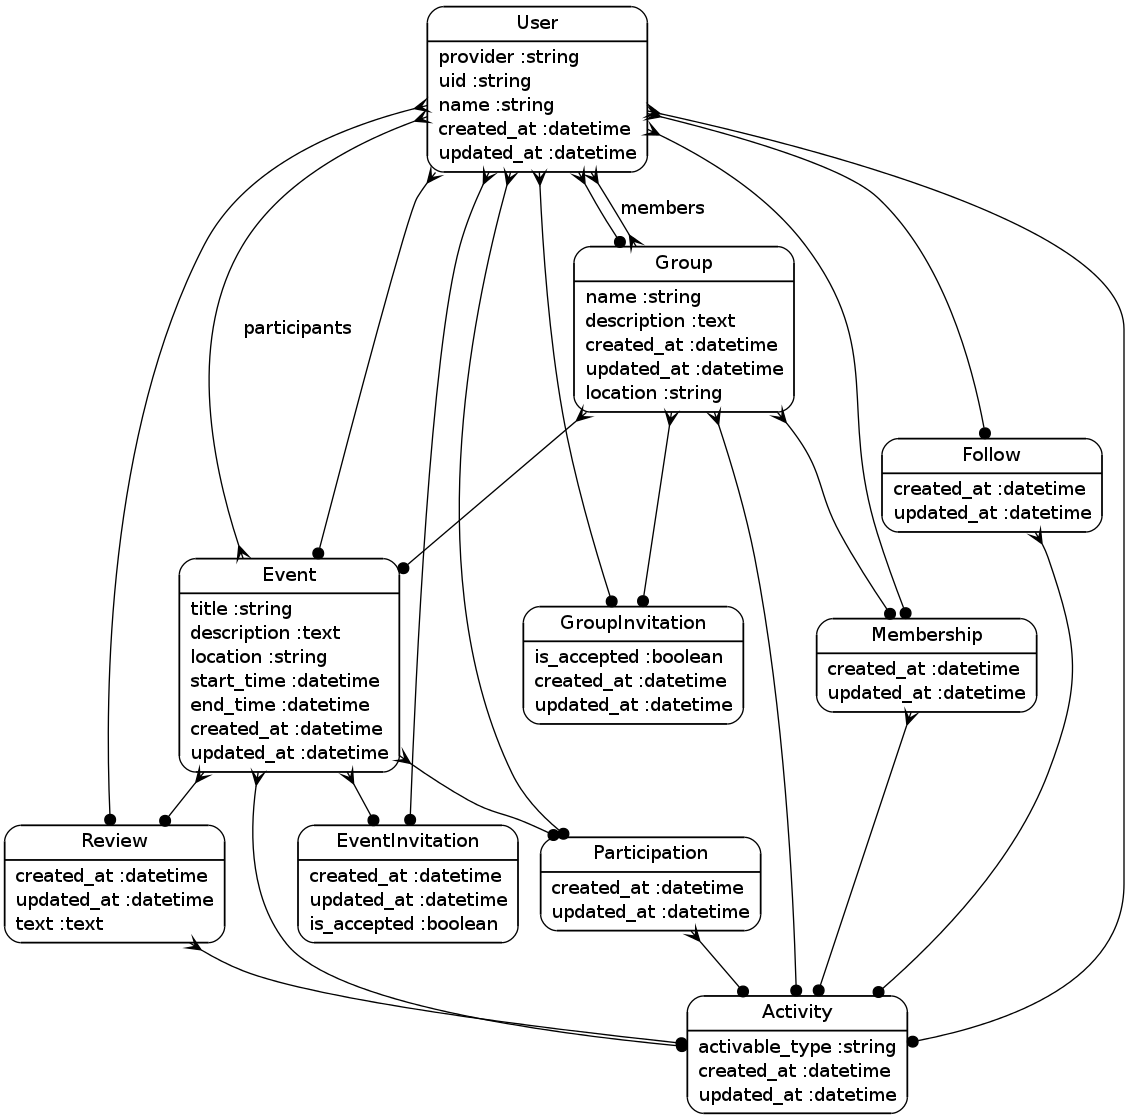 User
provider :string
uid :string
name :string
created_at :datetime
updated_at :datetime
members
Group
name :string
description :text
created_at :datetime
updated_at :datetime
location :string
participants
Follow
created_at :datetime
updated_at :datetime
Event
title :string
description :text
location :string
start_time :datetime
end_time :datetime
created_at :datetime
updated_at :datetime
GroupInvitation
is_accepted :boolean
created_at :datetime
updated_at :datetime
Membership
created_at :datetime
updated_at :datetime
Review
created_at :datetime
updated_at :datetime
text :text
EventInvitation
created_at :datetime
updated_at :datetime
is_accepted :boolean
Participation
created_at :datetime
updated_at :datetime
Activity
activable_type :string
created_at :datetime
updated_at :datetime